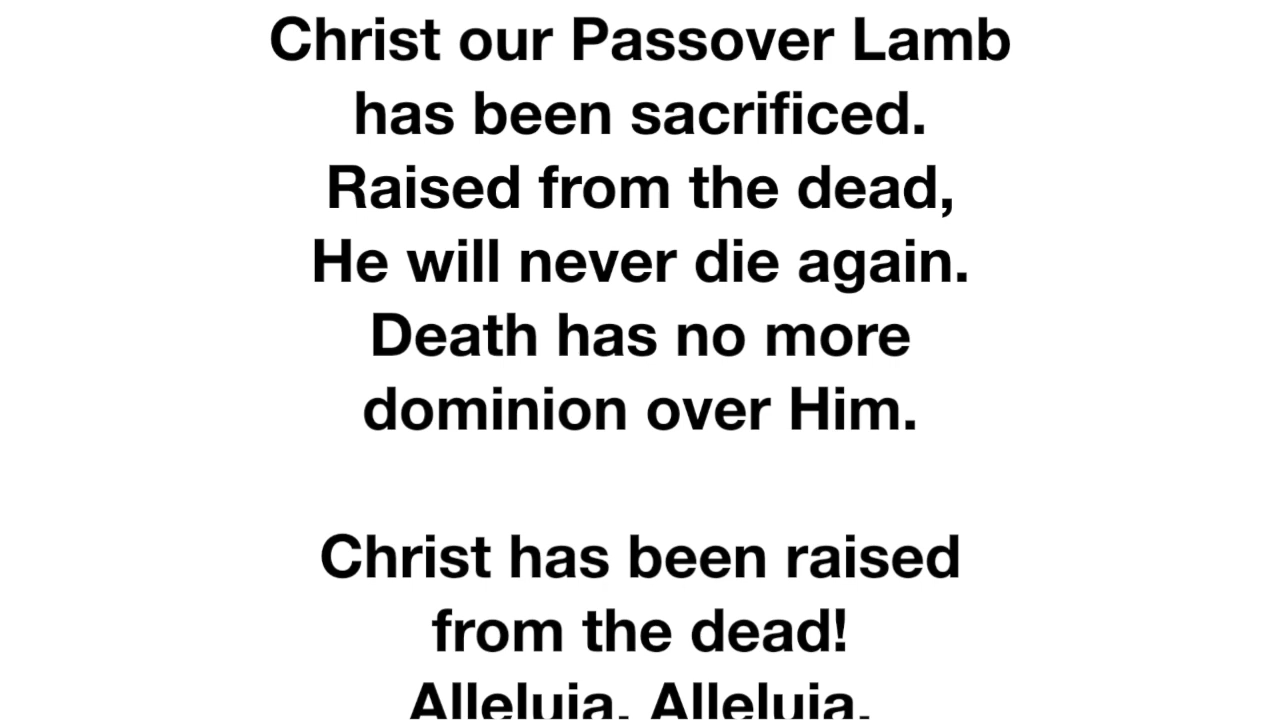 Christ our Passover Lamb
has been sacrificed.
Raised from the dead,
He will never die again.
Death has no more
dominion over Him.
Christ has been raised
from the dead!
Alleluia, Alleluia,